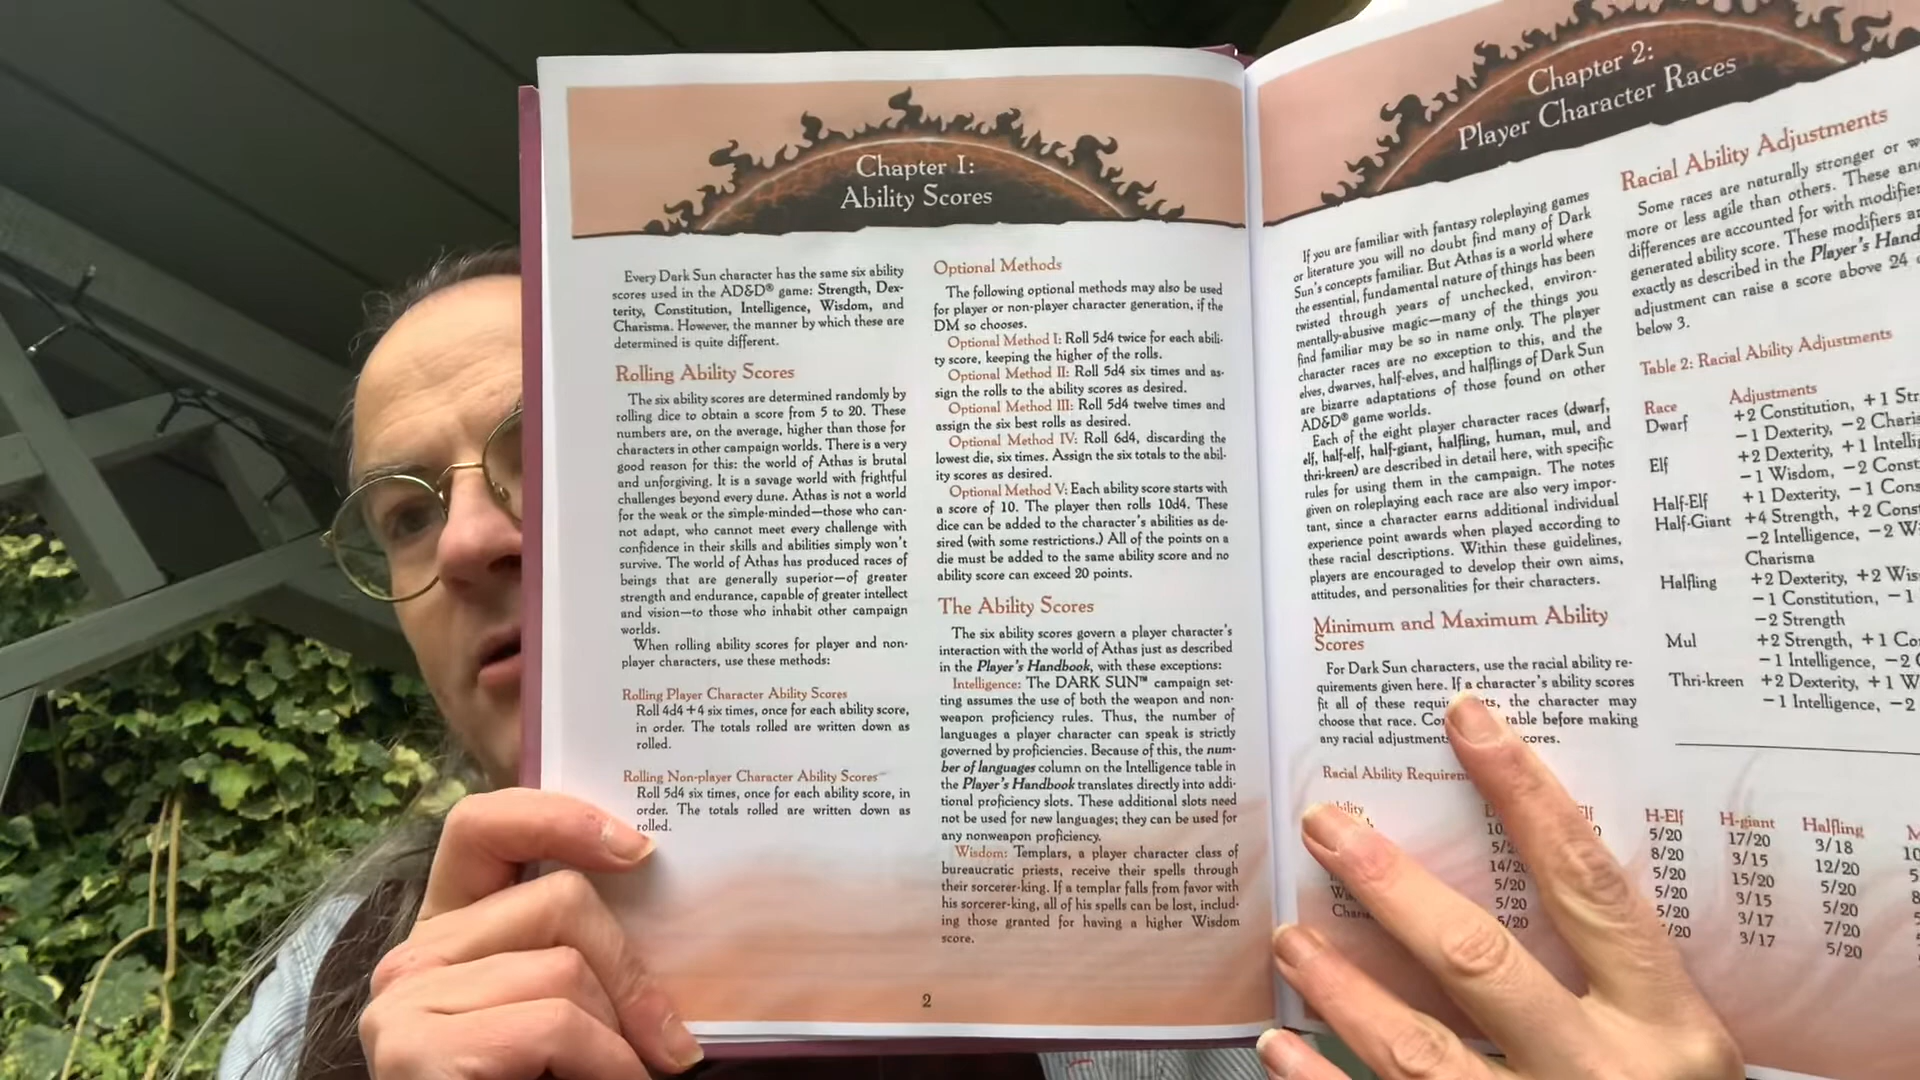 Chapter 1:
Ability Scores
Every Dark Sun character has the same six ability
scores used in the AD&D® game: Strength, Dex-
terity, Constitution, Intelligence, Wisdom, and
Charisma. However, the manner by which these are
determined is quite different.
Rolling Ability Scores
The six ability scores are determined randomly by
rolling dice to obtain a score from 5 to 20. These
numbers are, on the average, higher than those for
characters in other campaign worlds. There is a very
good reason for this: the world of Athas is brutal
and unforgiving. It is a savage world with frightful
challenges beyond every dune. Athas is not a world
for the weak or the simple-minded—those who can-
not adapt, who cannot meet every challenge with
confidence in their skills and abilities simply won't
survive. The world of Athas has produced races of
beings that are generally superior—of greater
strength and endurance, capable of greater intellect
and vision—to those who inhabit other campaign
worlds.
When rolling ability scores for player and non-
player characters, use these methods:
Rolling Player Character Ability Scores
Roll 4d4+4 six times, once for each ability score,
in order. The totals rolled are written down as
rolled.
Rolling Non-player Character Ability Scores
Roll 5d4 six times, once for each ability score, in
order. The totals rolled are written down as
rolled.
Optional Methods
The following optional methods may also be used
for player or non-player character generation, if the
DM so chooses.
Optional Method I: Roll 5d4 twice for each abili-
ty score, keeping the higher of the rolls.
Optional Method II: Roll 5d4 six times and as-
sign the rolls to the ability scores as desired.
Optional Method III: Roll 5d4 twelve times and
assign the six best rolls as desired.
Optional Method IV: Roll 6d4, discarding the
lowest die, six times. Assign the six totals to the abil-
ity scores as desired.
Optional Method V: Each ability score starts with
a score of 10. The player then rolls 10d4. These
dice can be added to the character's abilities as de-
sired (with some restrictions.) All of the points on
a die must be added to the same ability score and no
ability score can exceed 20 points.
The Ability Scores
The six ability scores govern a player character's
interaction with the world of Athas just as described
in the Player's Handbook, with these exceptions:
Intelligence: The DARK SUN™ campaign set-
ting assumes the use of both the weapon and non-
weapon proficiency rules. Thus, the number of
languages a player character can speak is strictly
governed by proficiencies. Because of this, the num-
ber of languages column on the Intelligence table in
the Player's Handbook translates directly into addi-
tional proficiency slots. These additional slots need
not be used for new languages; they can be used for
any nonweapon proficiency.
Wisdom: Templars, a player character class of
bureaucratic priests, receive their spells through
their sorcerer-king. If a templar falls from favor with
his sorcerer-king, all of his spells can be lost, includ-
ing those granted for having a higher Wisdom
score.
2
Chapter 2:
Player Character Races
If you are familiar with fantasy roleplaying games
or literature you will no doubt find many of Dark
Sun's concepts familiar. But Athas is a world where
the essential, fundamental nature of things has been
twisted through years of unchecked, environ-
mentally-abusive magic—many of the things you
find familiar may be so in name only. The player
character races are no exception to this, and the
elves, dwarves, half-elves, and halflings of Dark Sun
are bizarre adaptations of those found on other
AD&D® game worlds.
Each of the eight player character races (dwarf,
elf, half-elf, half-giant, halfling, human, mul, and
thri-kreen) are described in detail here, with specific
rules for using them in the campaign. The notes
given on roleplaying each race are also very impor-
tant, since a character earns additional individual
experience point awards when played according to
these racial descriptions. Within these guidelines,
players are encouraged to develop their own aims,
attitudes, and personalities for their characters.
Minimum and Maximum Ability
Scores
For Dark Sun characters, use the racial ability re-
quirements given here. If a character's ability scores
fit all of these the character may
choose that race. table before making
any racial adjustment
Racial Ability
H-Elf H-giant Halfling
5/20 17/20 3/18
5/2 8/20 3/15 12/20
14/20 5/20 15/20 5/20
5/20 5/20 3/15 5/20
5/20 5/20 3/17 7/20
5/20 /20 3/17 5/20
Racial Ability Adjustments
Some races are naturally stronger or
more or less agile than others. These
differences are accounted for with
generated ability score. These modifiers
exactly as described in the Player's
adjustment can raise a score above 24
below 3.
Table 2: Racial Ability Adjustments
Race Adjustments
Dwarf +2 Constitution, +1
−1 Dexterity, −2
Elf +2 Dexterity, +1
−1 Wisdom, −2
Half-Elf +1 Dexterity, −1
Half-Giant +4 Strength, +2
−2 Intelligence, −2
Charisma
Halfling +2 Dexterity, +2
−1 Constitution, −1
−2 Strength
Mul +2 Strength, +1
−1 Intelligence, −2
Thri-kreen +2 Dexterity, +1
−1 Intelligence, −2